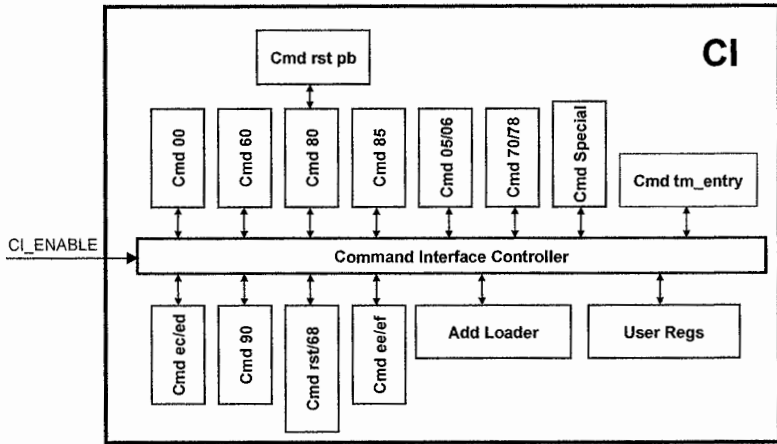 CI
Cmd rst pb
Cmd 00
Cmd 60
Cmd 80
Cmd 85
Cmd 05/06
Cmd 70/78
Cmd Special
Cmd tm_entry
CI_ENABLE
Command Interface Controller
Cmd ec/ed
Cmd 90
Cmd rst/68
Cmd ee/ef
Add Loader
User Regs